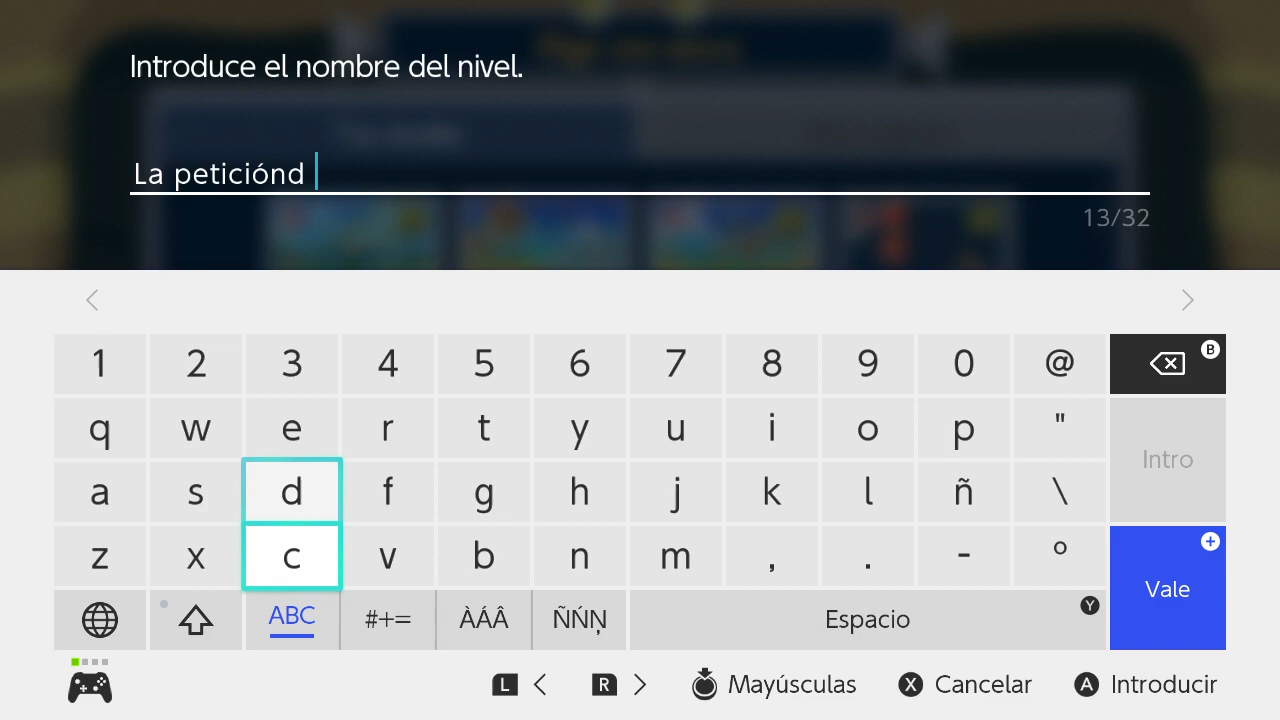 Introduce el nombre del nivel.
La peticiónd
13/32
1 2 3 4 5 6 7 8 9 0 @ B
q w e r t y u i o p "
Intro
a s d f g h j k l ñ \
z x c v b n m , . - º
+ Vale
ABC #+= ÀÁÂ ÑŃŅ Espacio Y
L < R > Mayúsculas X Cancelar A Introducir